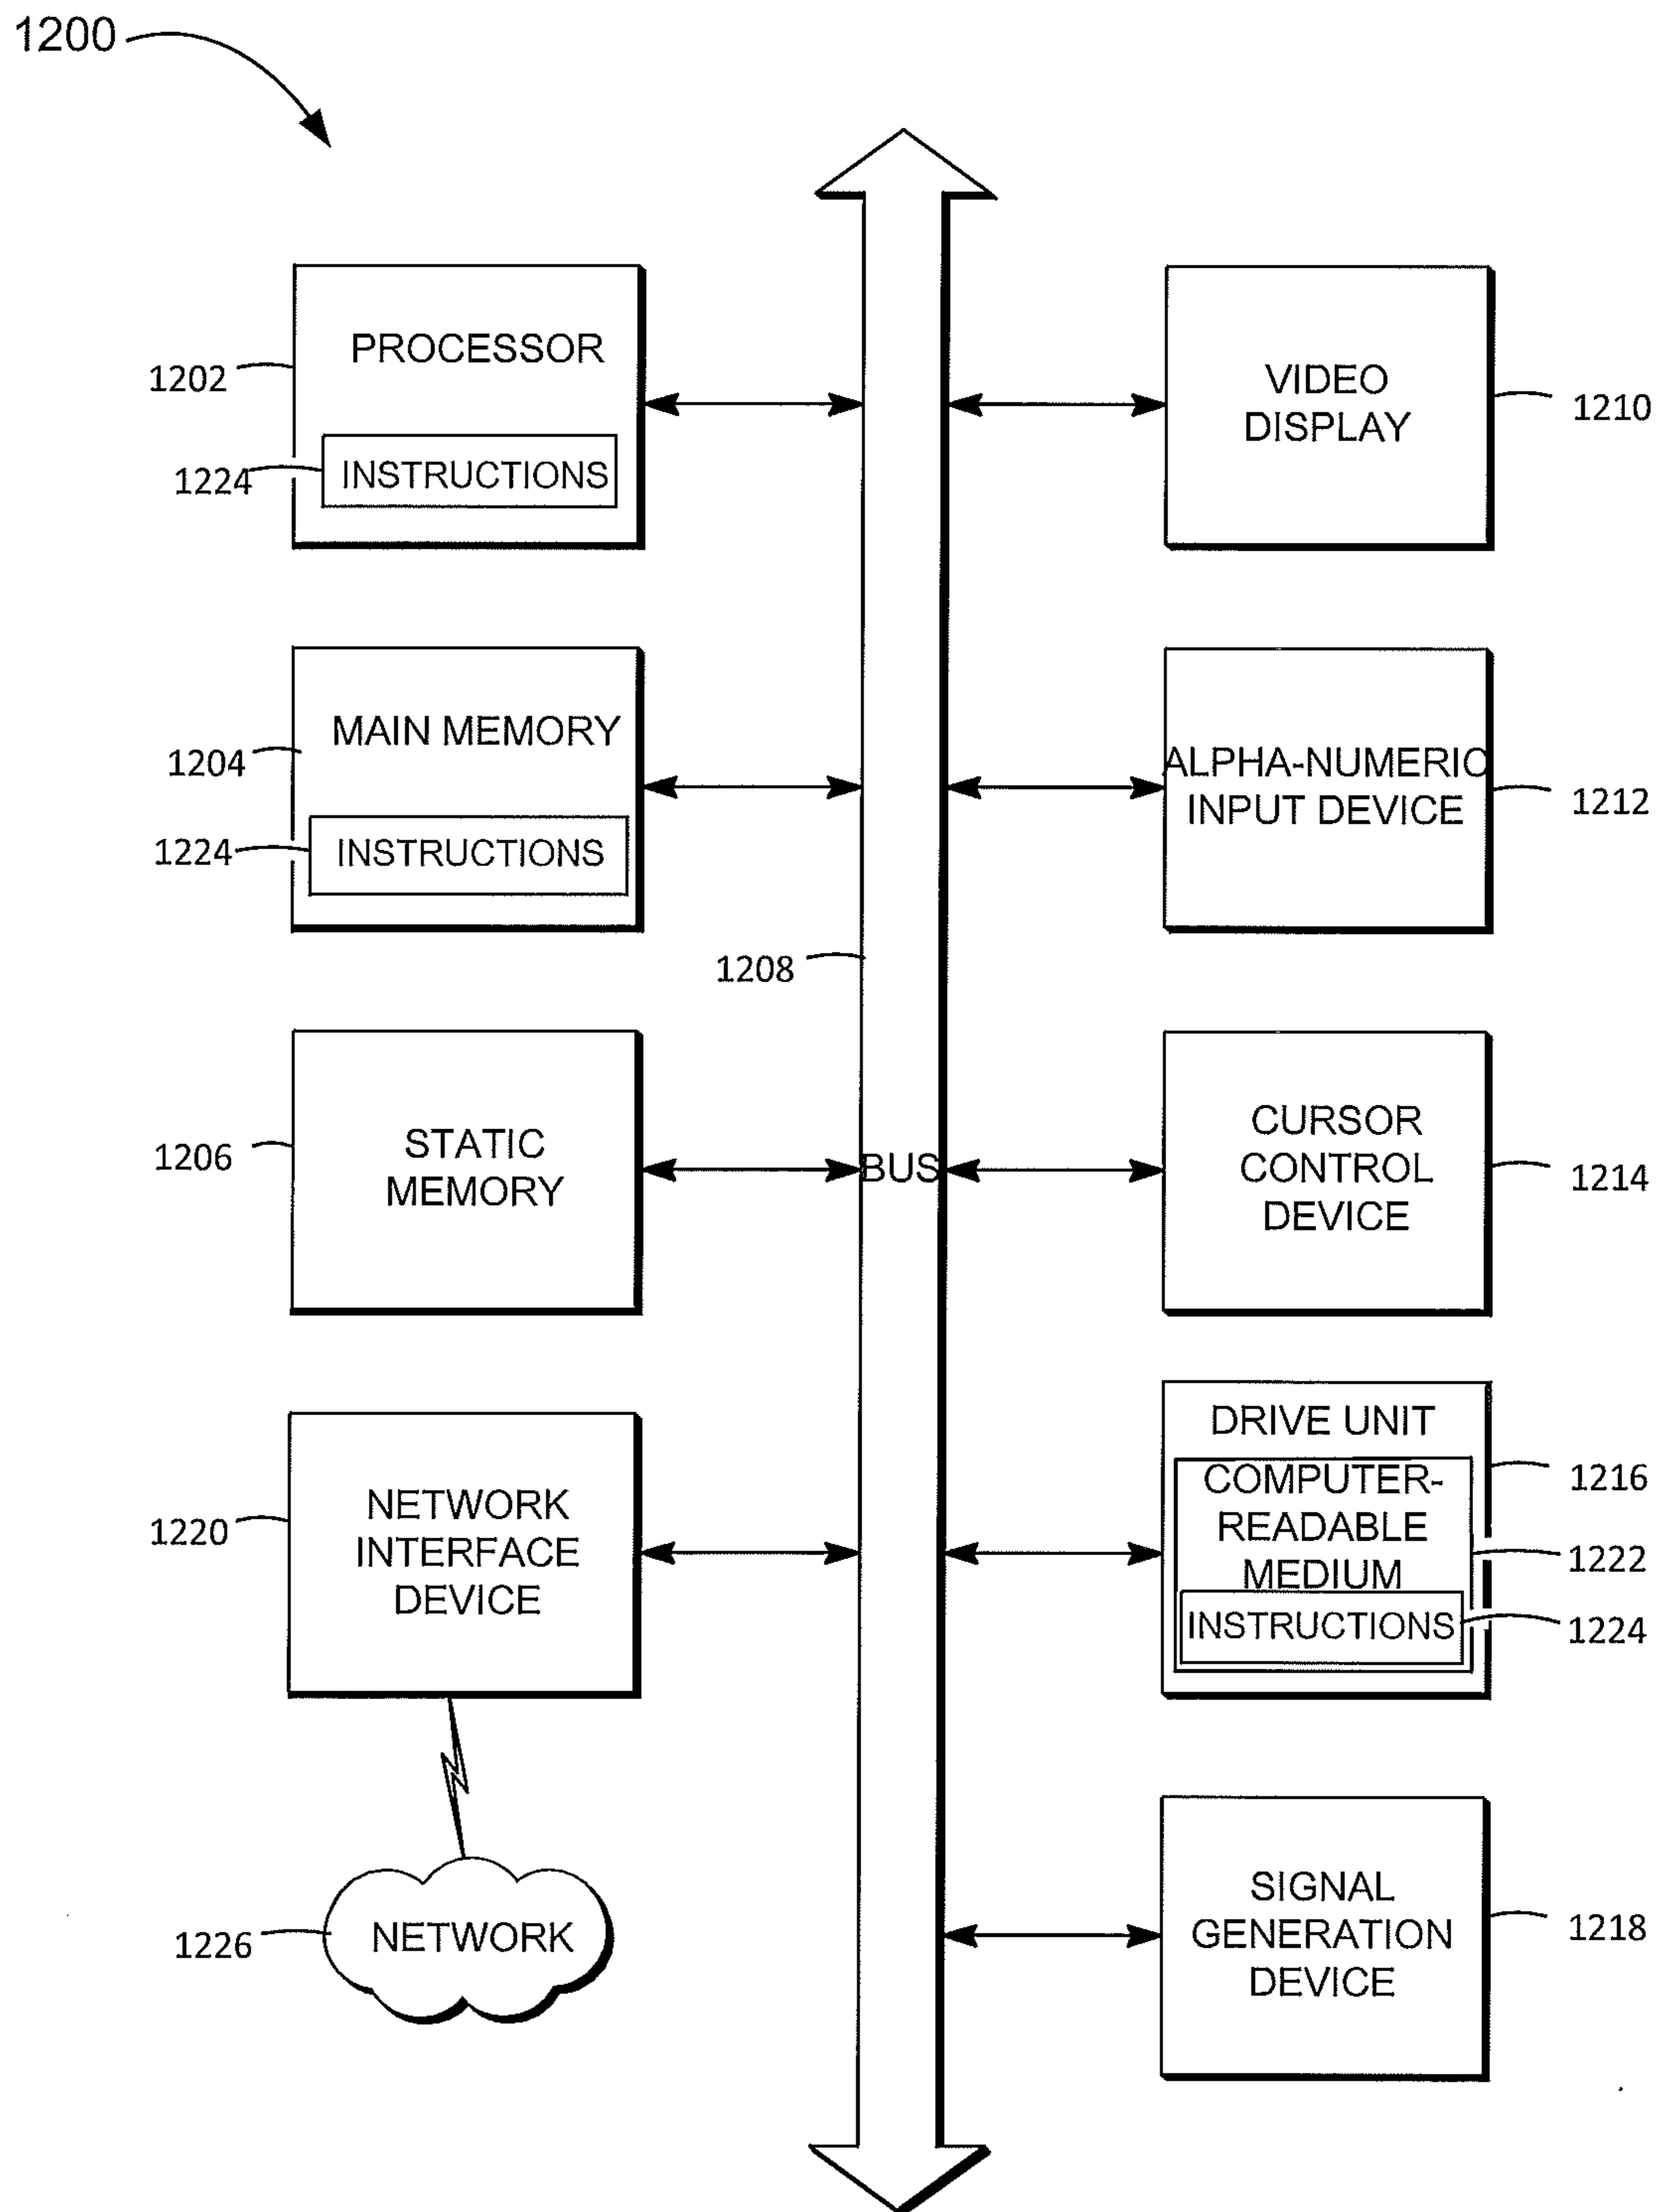 1200
PROCESSOR
1202
1224
INSTRUCTIONS
MAIN MEMORY
1204
1224
INSTRUCTIONS
1208
STATIC
MEMORY
1206
NETWORK
INTERFACE
DEVICE
1220
NETWORK
1226
BUS
VIDEO
DISPLAY
1210
ALPHA-NUMERIC
INPUT DEVICE
1212
CURSOR
CONTROL
DEVICE
1214
DRIVE UNIT
1216
COMPUTER-
READABLE
MEDIUM
1222
INSTRUCTIONS
1224
SIGNAL
GENERATION
DEVICE
1218